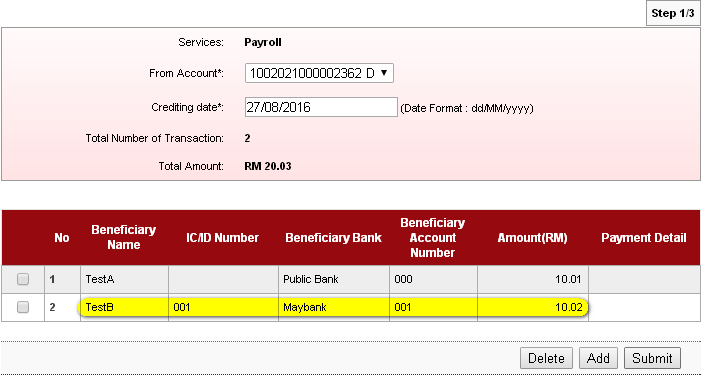 Step 1/3
Services: Payroll
From Account*: 1002021000002362 D
Crediting date*: 27/08/2016 (Date Format : dd/MM/yyyy)
Total Number of Transaction: 2
Total Amount: RM 20.03
No Beneficiary Name IC/ID Number Beneficiary Bank Beneficiary Account Number Amount(RM) Payment Detail
1 TestA Public Bank 000 10.01
2 TestB 001 Maybank 001 10.02
Delete Add Submit